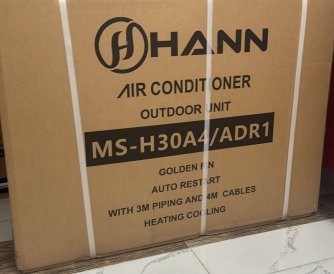 HANN
AIR CONDITIONER
OUTDOOR UNIT
MS-H30A4/ADR1
GOLDEN FIN
AUTO RESTART
WITH 3M PIPING AND 4M CABLES
HEATING COOLING